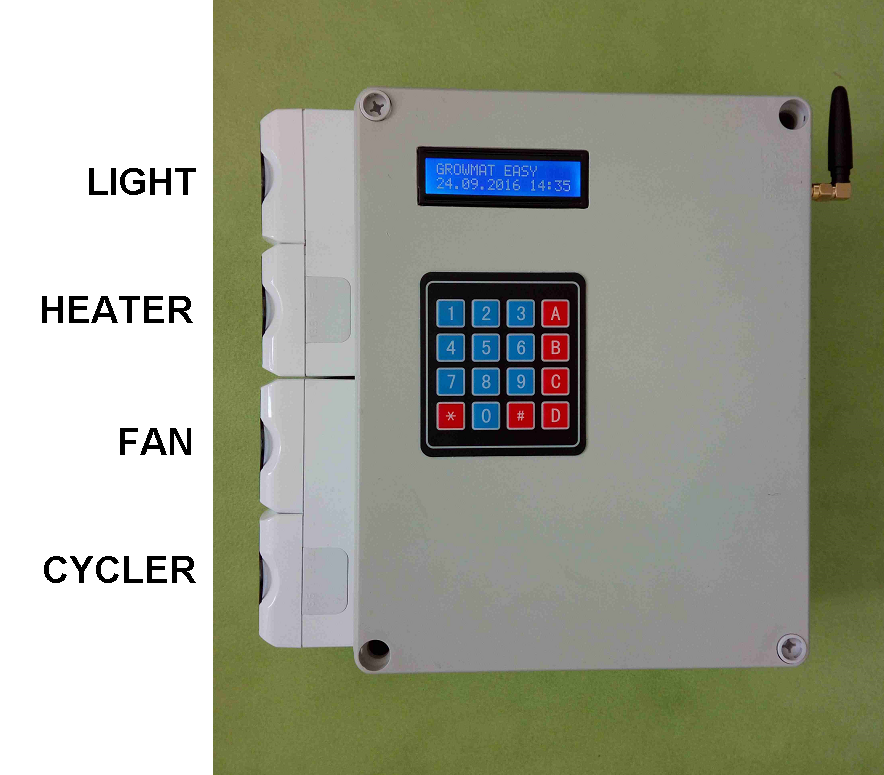 GROWMAT EASY
24.09.2016 14:35
LIGHT
HEATER
FAN
CYCLER
1 2 3 A
4 5 6 B
7 8 9 C
* 0 # D